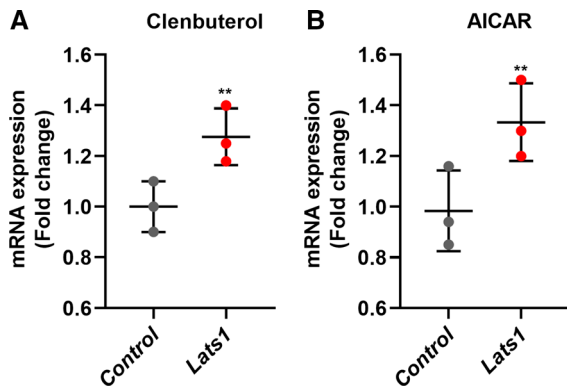 A
Clenbuterol
mRNA expression
(Fold change)
1.6
1.4
1.2
1.0
0.8
0.6
**
Control
Lats1
B
AICAR
mRNA expression
(Fold change)
1.6
1.4
1.2
1.0
0.8
0.6
**
Control
Lats1